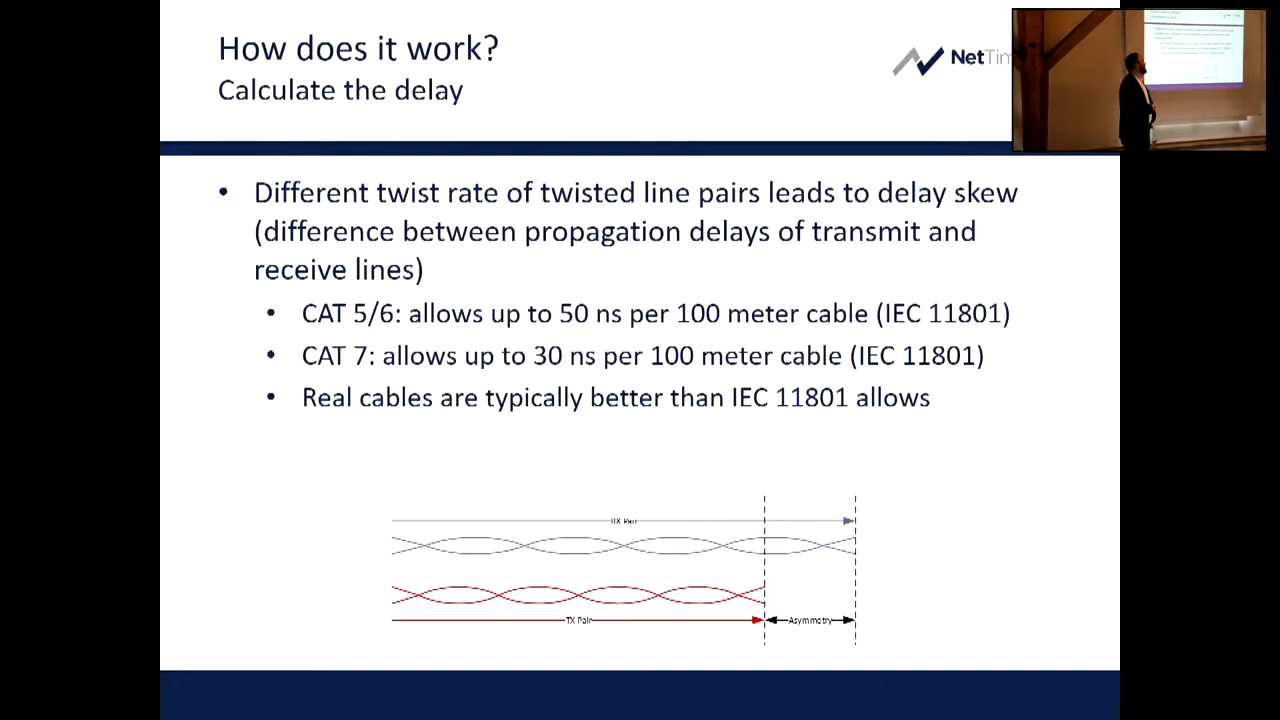 How does it work?
Calculate the delay
NetTim
• Different twist rate of twisted line pairs leads to delay skew
(difference between propagation delays of transmit and
receive lines)
• CAT 5/6: allows up to 50 ns per 100 meter cable (IEC 11801)
• CAT 7: allows up to 30 ns per 100 meter cable (IEC 11801)
• Real cables are typically better than IEC 11801 allows
RX Pair
TX Pair
Asymmetry